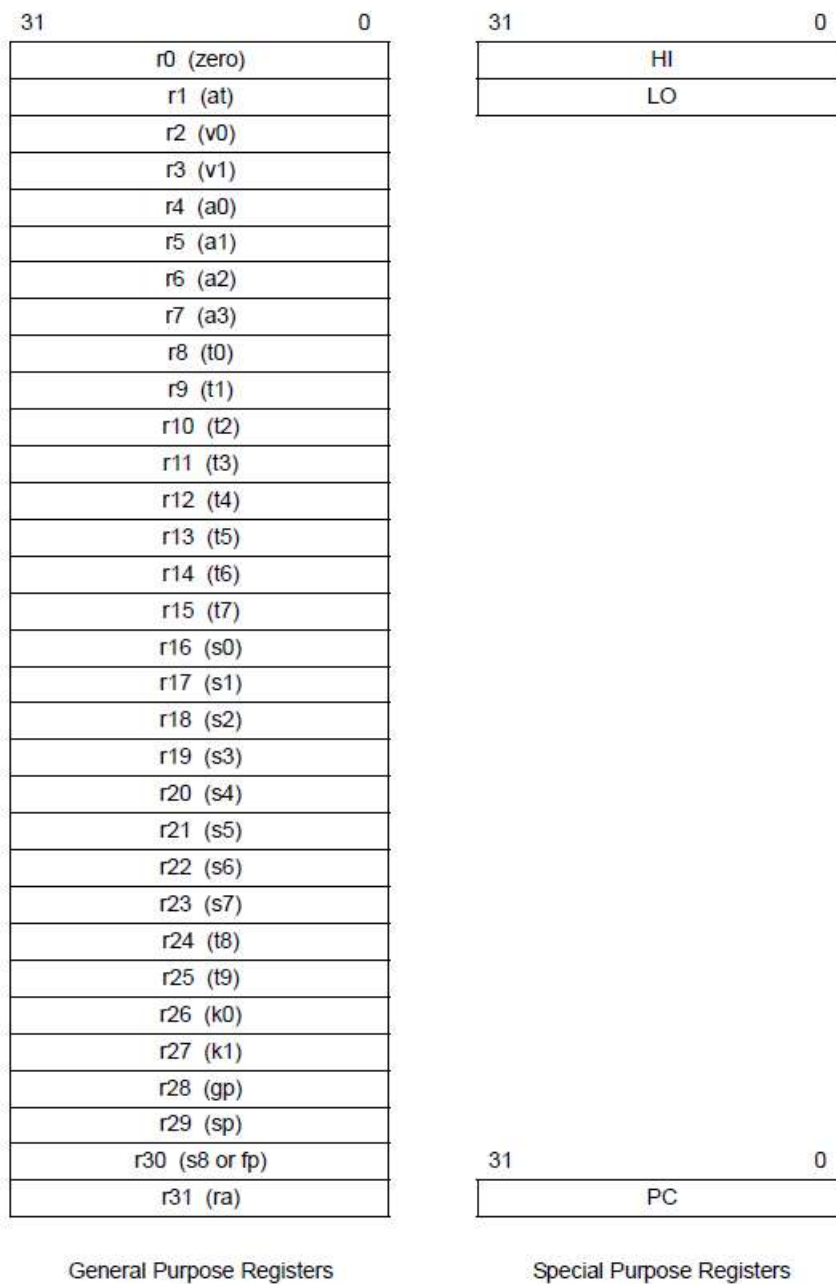 31 0
r0 (zero)
r1 (at)
r2 (v0)
r3 (v1)
r4 (a0)
r5 (a1)
r6 (a2)
r7 (a3)
r8 (t0)
r9 (t1)
r10 (t2)
r11 (t3)
r12 (t4)
r13 (t5)
r14 (t6)
r15 (t7)
r16 (s0)
r17 (s1)
r18 (s2)
r19 (s3)
r20 (s4)
r21 (s5)
r22 (s6)
r23 (s7)
r24 (t8)
r25 (t9)
r26 (k0)
r27 (k1)
r28 (gp)
r29 (sp)
r30 (s8 or fp)
r31 (ra)
General Purpose Registers
31 0
HI
LO
31 0
PC
Special Purpose Registers